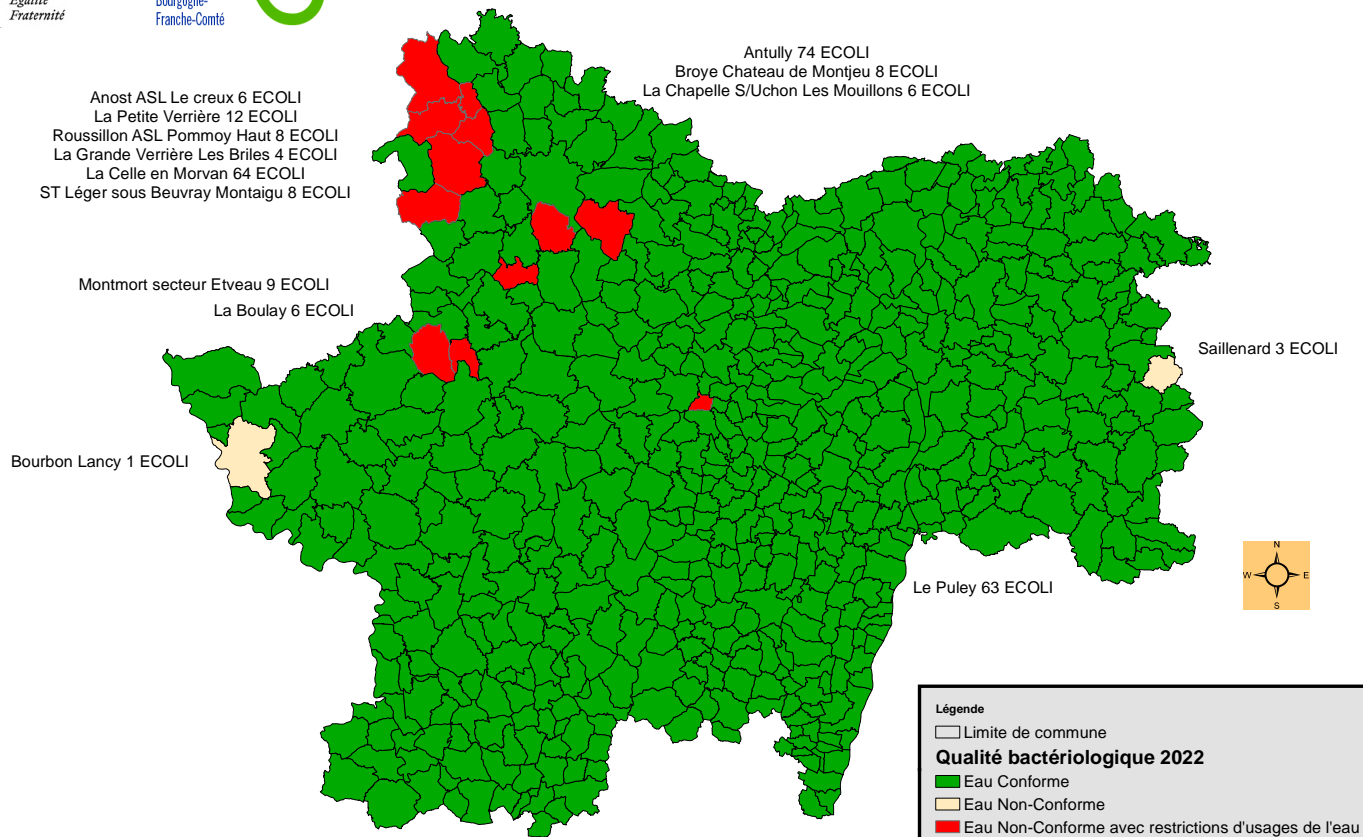 Égalité
Fraternité
Bourgogne-
Franche-Comté
Antully 74 ECOLI
Broye Chateau de Montjeu 8 ECOLI
La Chapelle S/Uchon Les Mouillons 6 ECOLI
Anost ASL Le creux 6 ECOLI
La Petite Verrière 12 ECOLI
Roussillon ASL Pommoy Haut 8 ECOLI
La Grande Verrière Les Briles 4 ECOLI
La Celle en Morvan 64 ECOLI
ST Léger sous Beuvray Montaigu 8 ECOLI
Montmort secteur Etveau 9 ECOLI
La Boulay 6 ECOLI
Saillenard 3 ECOLI
Bourbon Lancy 1 ECOLI
Le Puley 63 ECOLI
N
W E
S
Légende
Limite de commune
Qualité bactériologique 2022
Eau Conforme
Eau Non-Conforme
Eau Non-Conforme avec restrictions d'usages de l'eau